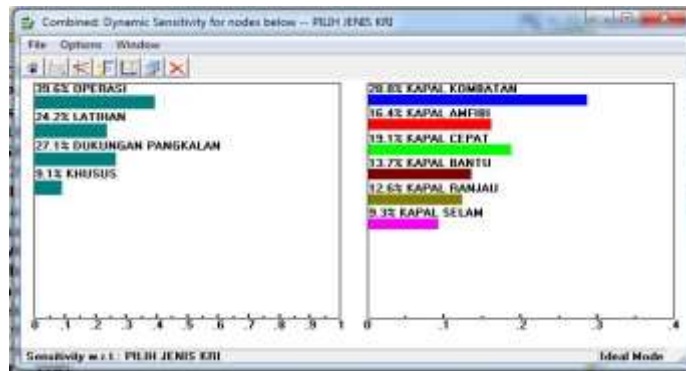 Combined: Dynamic Sensitivity for nodes below -- PILIH JENIS KRI
File Options Window
39.6% OPERASI
24.2% LATIHAN
27.1% DUKUNGAN PANGKALAN
9.1% KHUSUS
0 .1 .2 .3 .4 .5 .6 .7 .8 .9 1
28.8% KAPAL KOMBATAN
16.4% KAPAL AMFIBI
19.1% KAPAL CEPAT
13.7% KAPAL BANTU
12.6% KAPAL RANJAU
9.3% KAPAL SELAM
0 .1 .2 .3 .4
Sensitivity w.r.t.: PILIH JENIS KRI
Ideal Mode